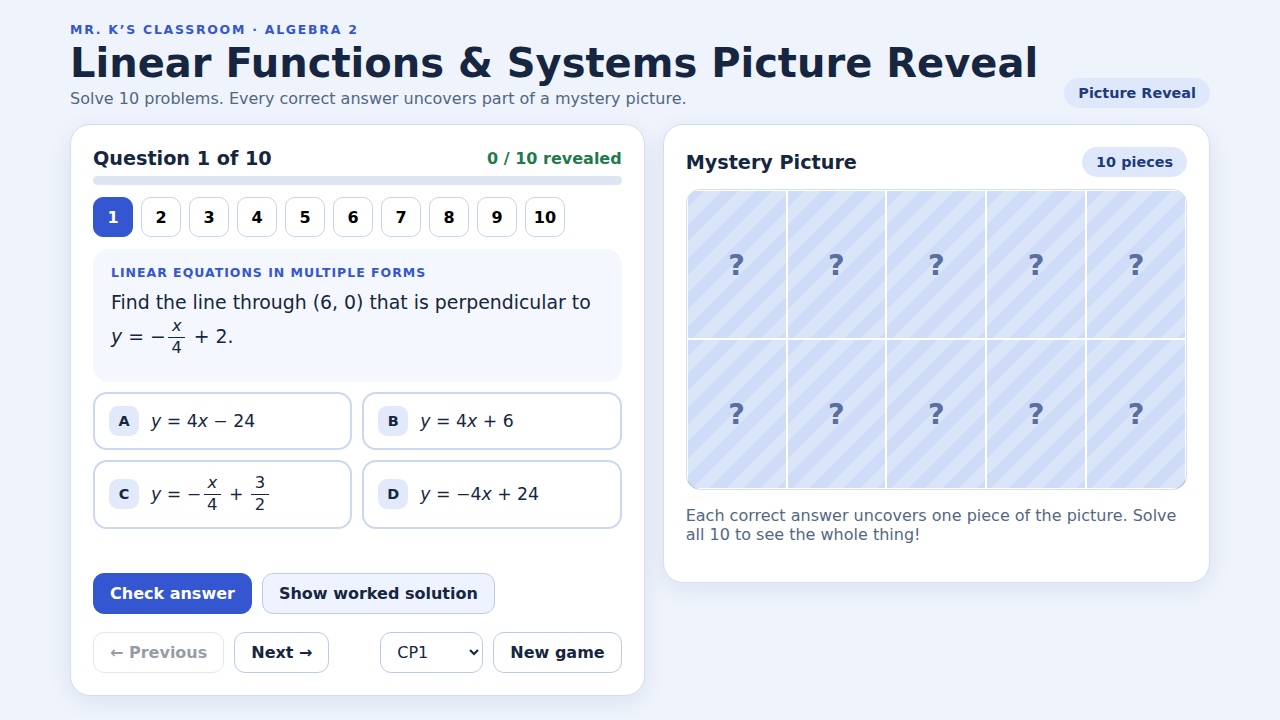 MR. K’S CLASSROOM · ALGEBRA 2
Linear Functions & Systems Picture Reveal
Solve 10 problems. Every correct answer uncovers part of a mystery picture.
Picture Reveal
Question 1 of 10
0 / 10 revealed
1 2 3 4 5 6 7 8 9 10
LINEAR EQUATIONS IN MULTIPLE FORMS
Find the line through (6, 0) that is perpendicular to
y = −x/4 + 2.
A y = 4x − 24
B y = 4x + 6
C y = −x/4 + 3/2
D y = −4x + 24
Check answer
Show worked solution
← Previous
Next →
CP1
New game
Mystery Picture
10 pieces
? ? ? ? ?
? ? ? ? ?
Each correct answer uncovers one piece of the picture. Solve
all 10 to see the whole thing!